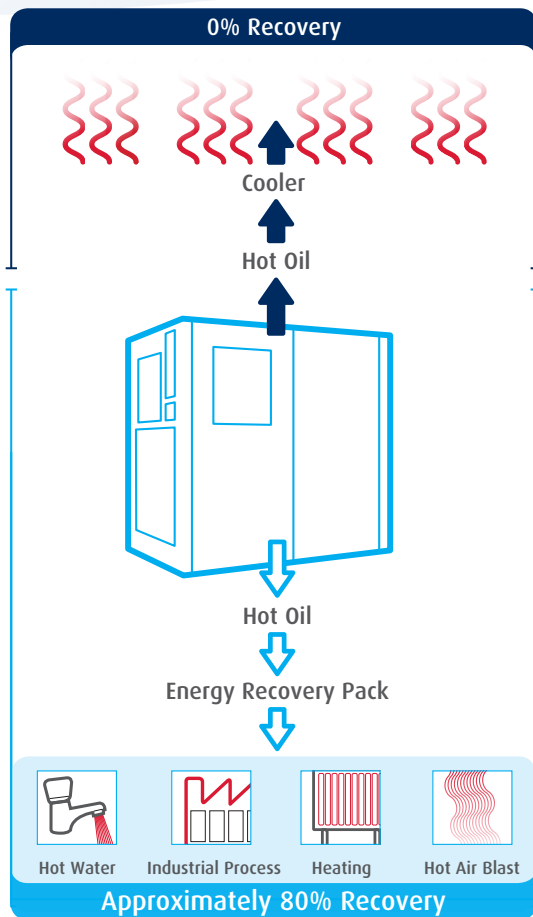 0% Recovery
Cooler
Hot Oil
Hot Oil
Energy Recovery Pack
Hot Water
Industrial Process
Heating
Hot Air Blast
Approximately 80% Recovery